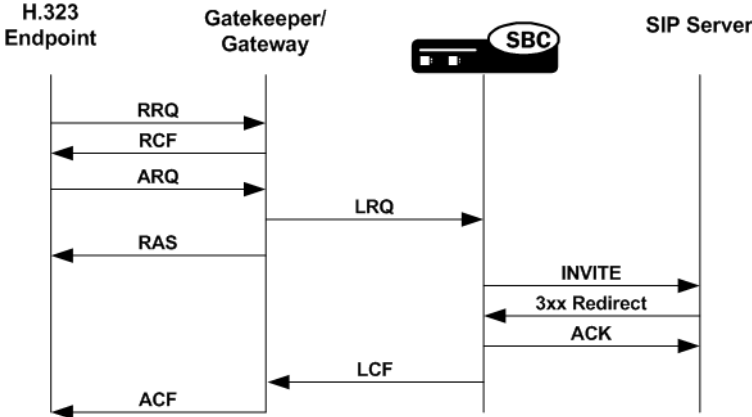 H.323
Endpoint
Gatekeeper/
Gateway
SBC
SIP Server
RRQ
RCF
ARQ
LRQ
RAS
INVITE
3xx Redirect
ACK
LCF
ACF